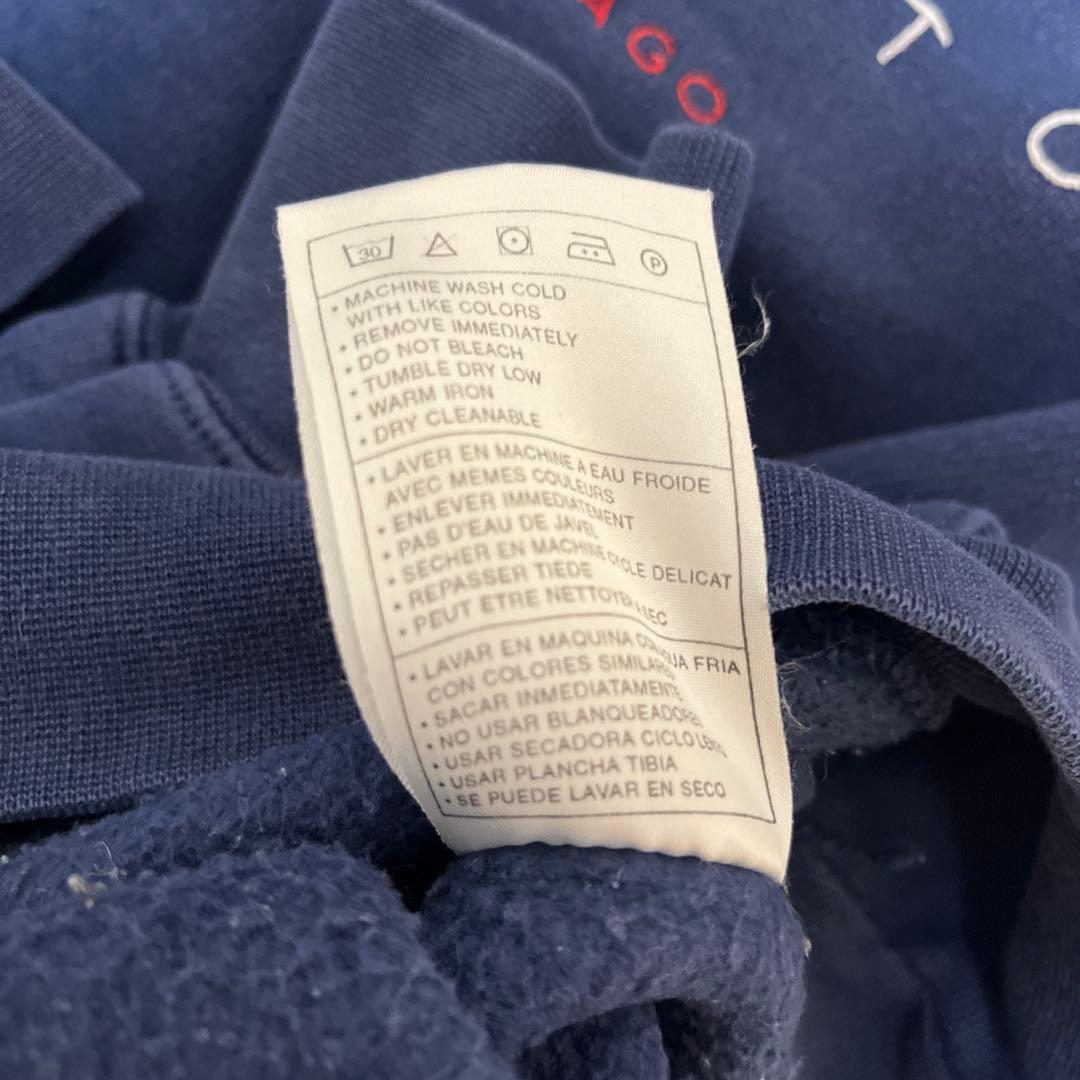 AGO
T
O
30
P
• MACHINE WASH COLD
WITH LIKE COLORS
• REMOVE IMMEDIATELY
• DO NOT BLEACH
• TUMBLE DRY LOW
• WARM IRON
• DRY CLEANABLE
• LAVER EN MACHINE A EAU FROIDE
AVEC MEMES COULEURS
• ENLEVER IMMEDIATEMENT
• PAS D'EAU DE JAVEL
• SECHER EN MACHINE CYCLE DELICAT
• REPASSER TIEDE
• PEUT ETRE NETTOYER A SEC
• LAVAR EN MAQUINA CON AGUA FRIA
CON COLORES SIMILARES
• SACAR INMEDIATAMENTE
• NO USAR BLANQUEADORES
• USAR SECADORA CICLO LENTO
• USAR PLANCHA TIBIA
• SE PUEDE LAVAR EN SECO